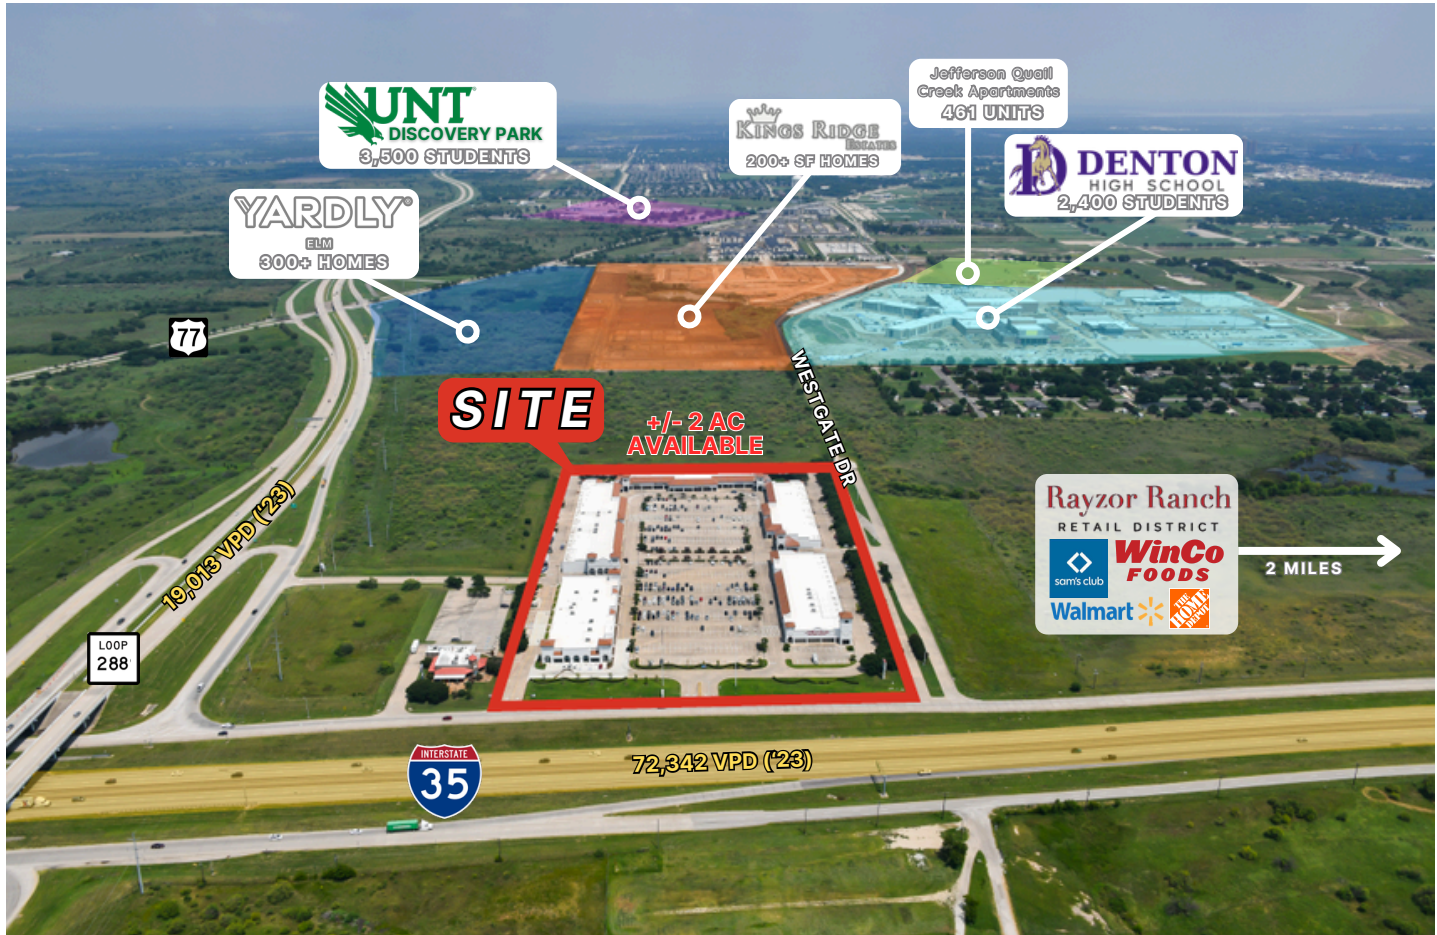 UNT
DISCOVERY PARK
3,500 STUDENTS
KINGS RIDGE
ESTATES
200+ SF HOMES
Jefferson Quail
Creek Apartments
461 UNITS
DENTON
HIGH SCHOOL
2,400 STUDENTS
YARDLY®
ELM
300+ HOMES
77
SITE
+/- 2 AC
AVAILABLE
WESTGATE DR
19,013 VPD ('23)
LOOP
288
Rayzor Ranch
RETAIL DISTRICT
sam's club
WinCo
FOODS
Walmart
THE
HOME
DEPOT
2 MILES
INTERSTATE
35
72,342 VPD ('23)